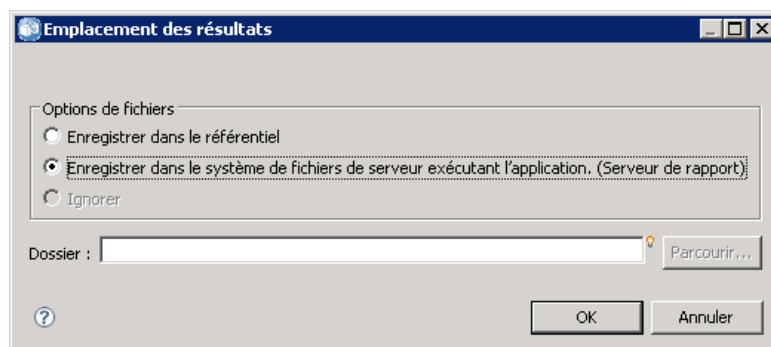 Emplacement des résultats
Options de fichiers
Enregistrer dans le référentiel
Enregistrer dans le système de fichiers de serveur exécutant l'application. (Serveur de rapport)
Ignorer
Dossier : Parcourir...
? OK Annuler